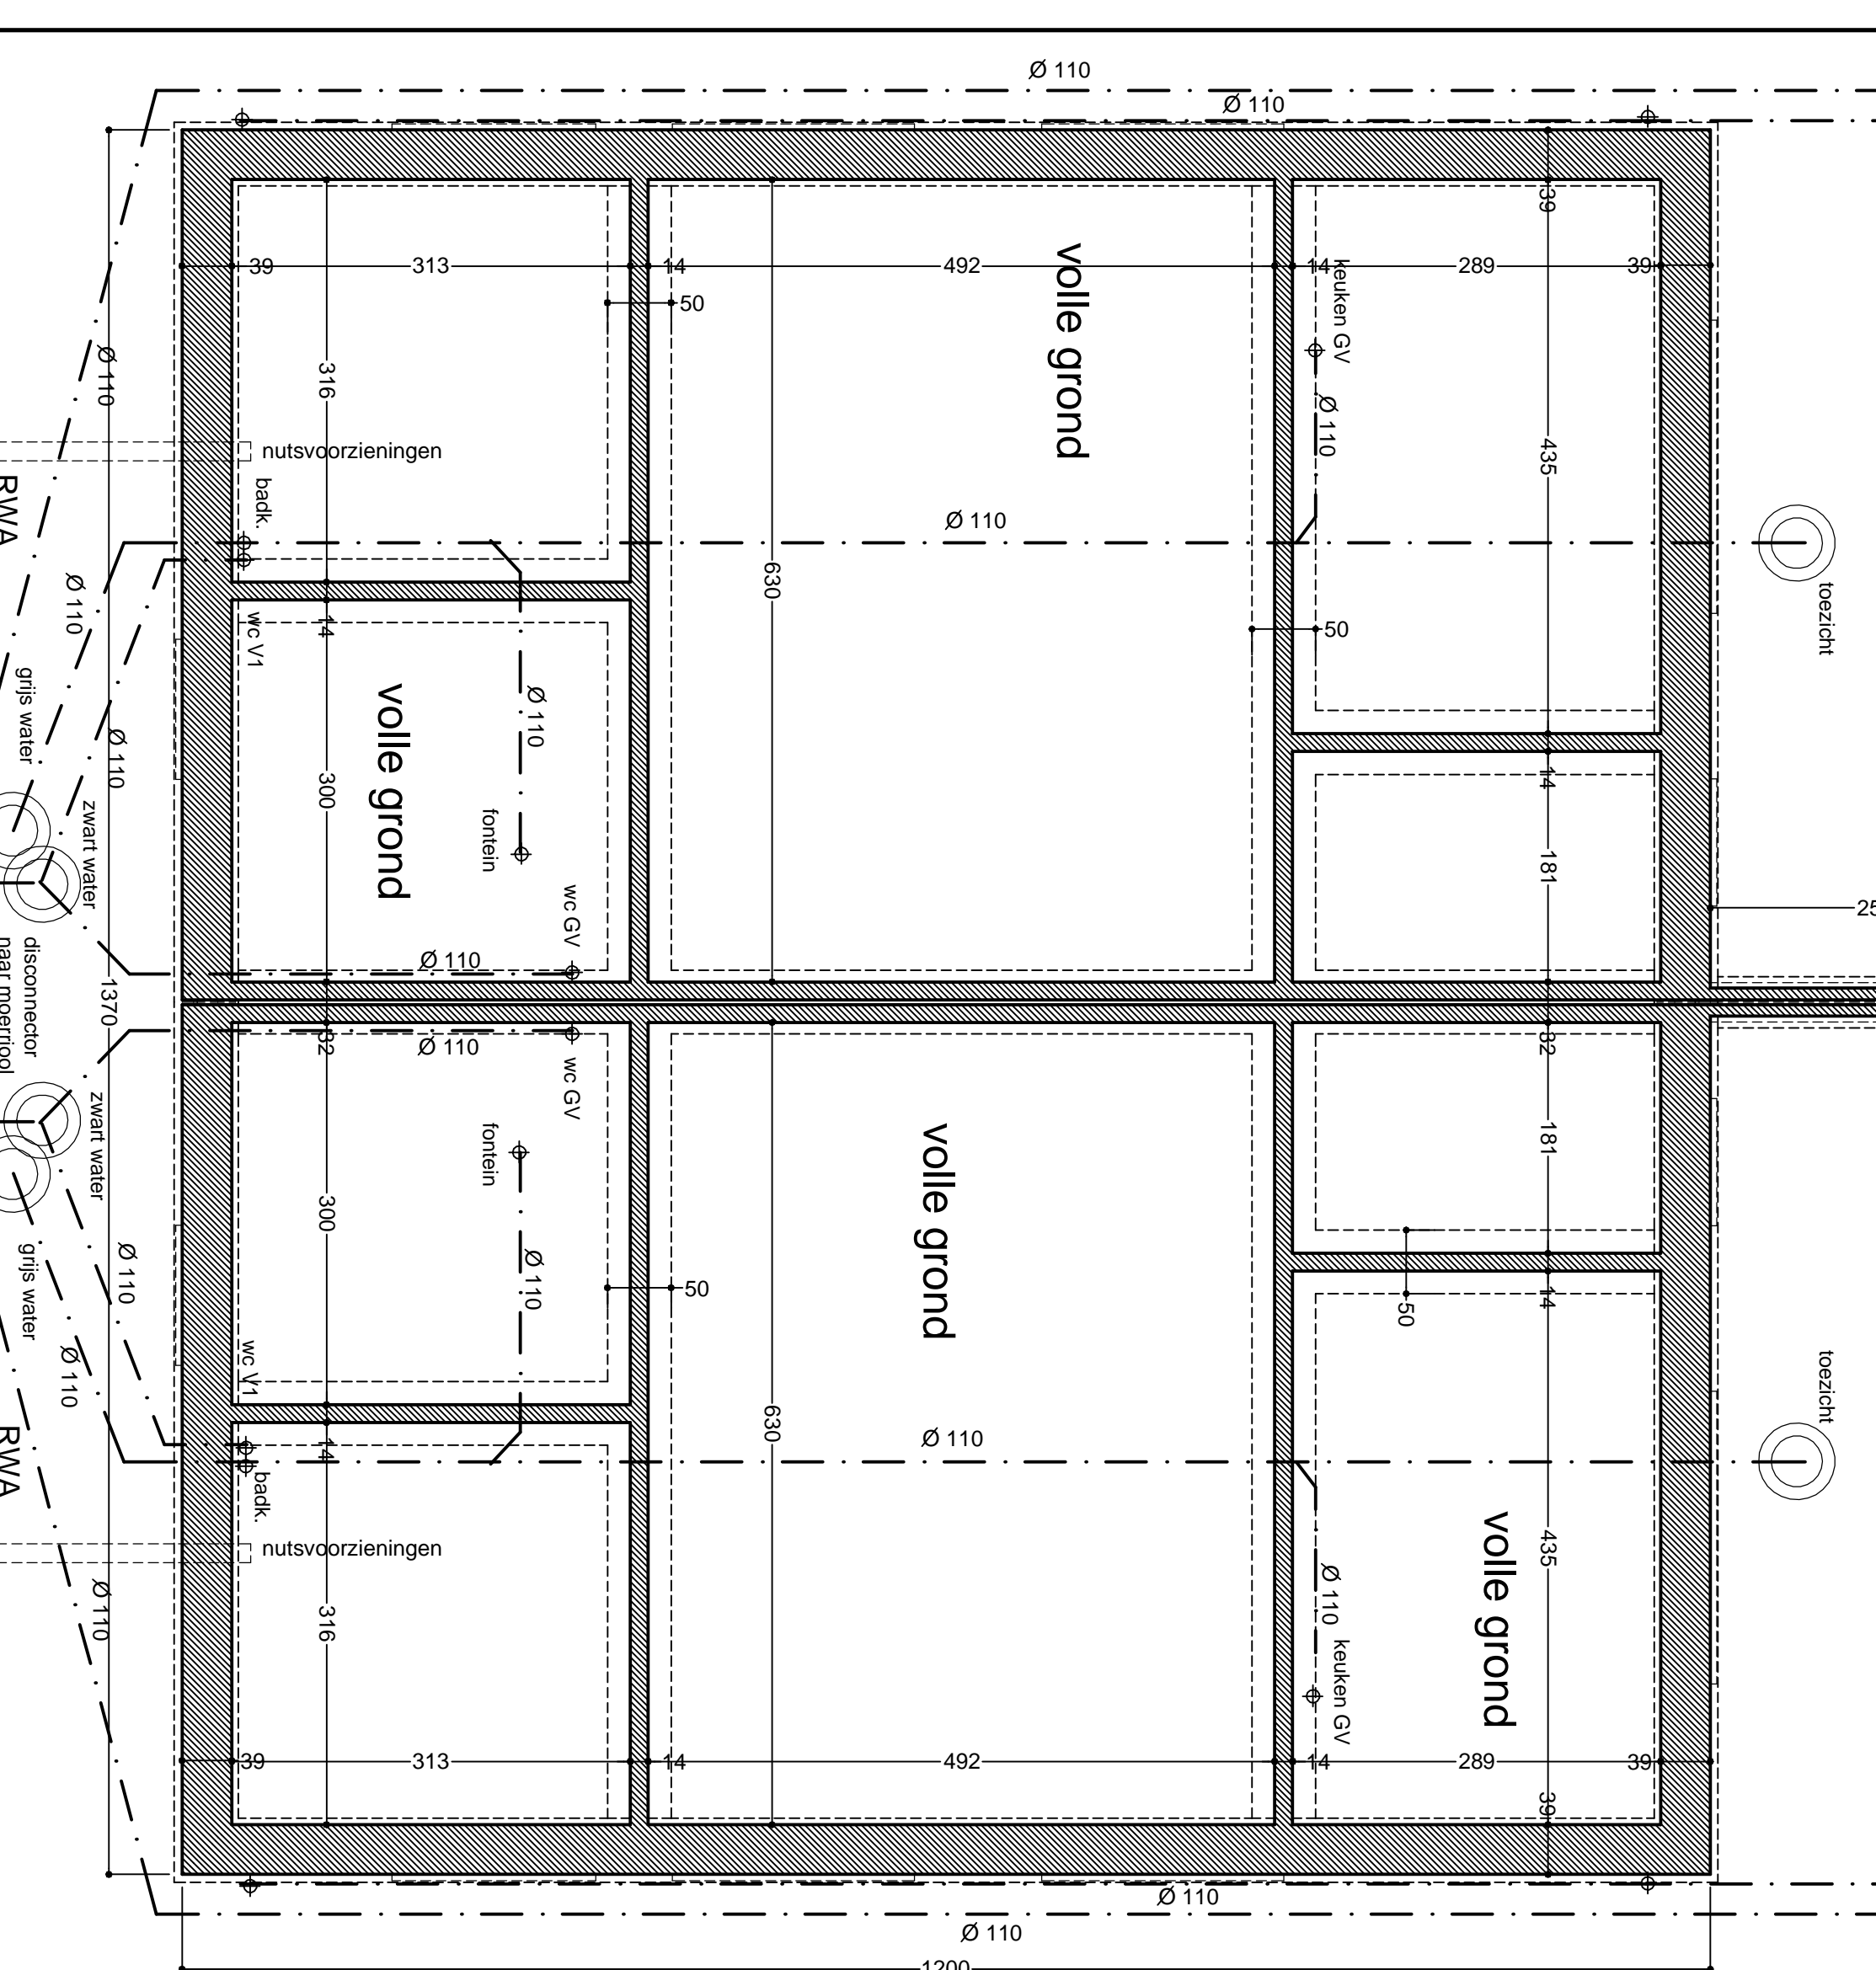 Ø 110
Ø 110
39
313
14
492
14
289
39
39
50
volle grond
keuken GV
Ø 110
Ø 110
316
435
nutsvoorzieningen
RWA
badk.
Ø 110
630
Ø 110
toezicht
14
wc V1
50
grijs water
volle grond
Ø 110
Ø 110
300
14
zwart water
fontein
181
wc GV
25
disconnector
naar moerriool
Ø 110
1370
32
Ø 110
32
wc GV
zwart water
fontein
volle grond
181
300
grijs water
Ø 110
Ø 110
50
14
50
wc V1
Ø 110
toezicht
630
RWA
14
Ø 110
badk.
nutsvoorzieningen
volle grond
435
Ø 110
316
Ø 110
keuken GV
39
313
14
492
14
289
39
39
Ø 110
Ø 110
1200